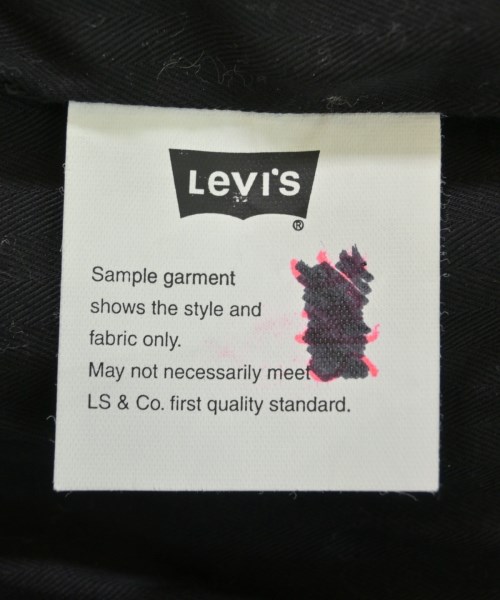 Levi's
®
Sample garment
shows the style and
fabric only.
May not necessarily meet
LS & Co. first quality standard.